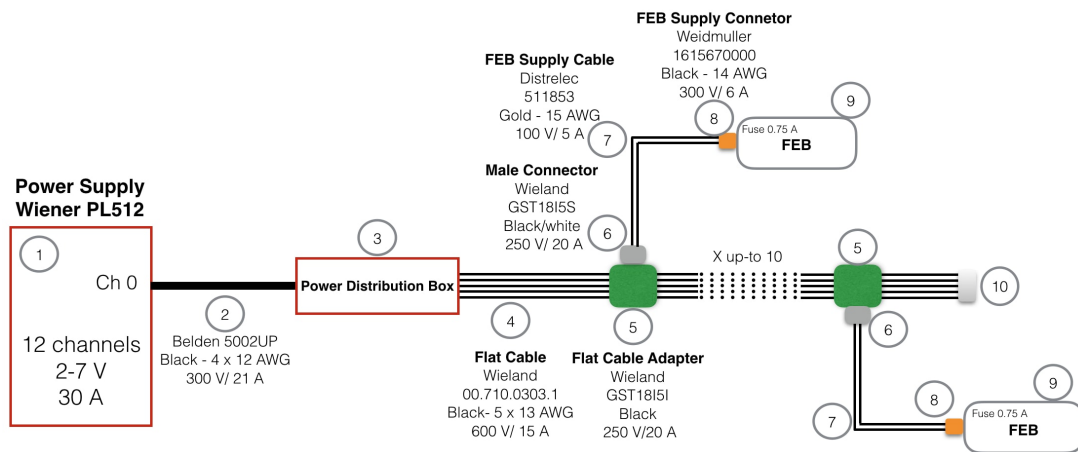 FEB Supply Connetor
Weidmuller
1615670000
Black - 14 AWG
300 V/ 6 A
FEB Supply Cable
Distrelec
511853
Gold - 15 AWG
100 V/ 5 A
7
8
9
Fuse 0.75 A
FEB
Male Connector
Wieland
GST18I5S
Black/white
250 V/ 20 A
6
Power Supply
Wiener PL512
1
Ch 0
12 channels
2-7 V
30 A
2
Belden 5002UP
Black - 4 x 12 AWG
300 V/ 21 A
3
Power Distribution Box
4
Flat Cable
Wieland
00.710.0303.1
Black- 5 x 13 AWG
600 V/ 15 A
5
Flat Cable Adapter
Wieland
GST18I5I
Black
250 V/20 A
X up-to 10
5
10
6
7
8
9
Fuse 0.75 A
FEB